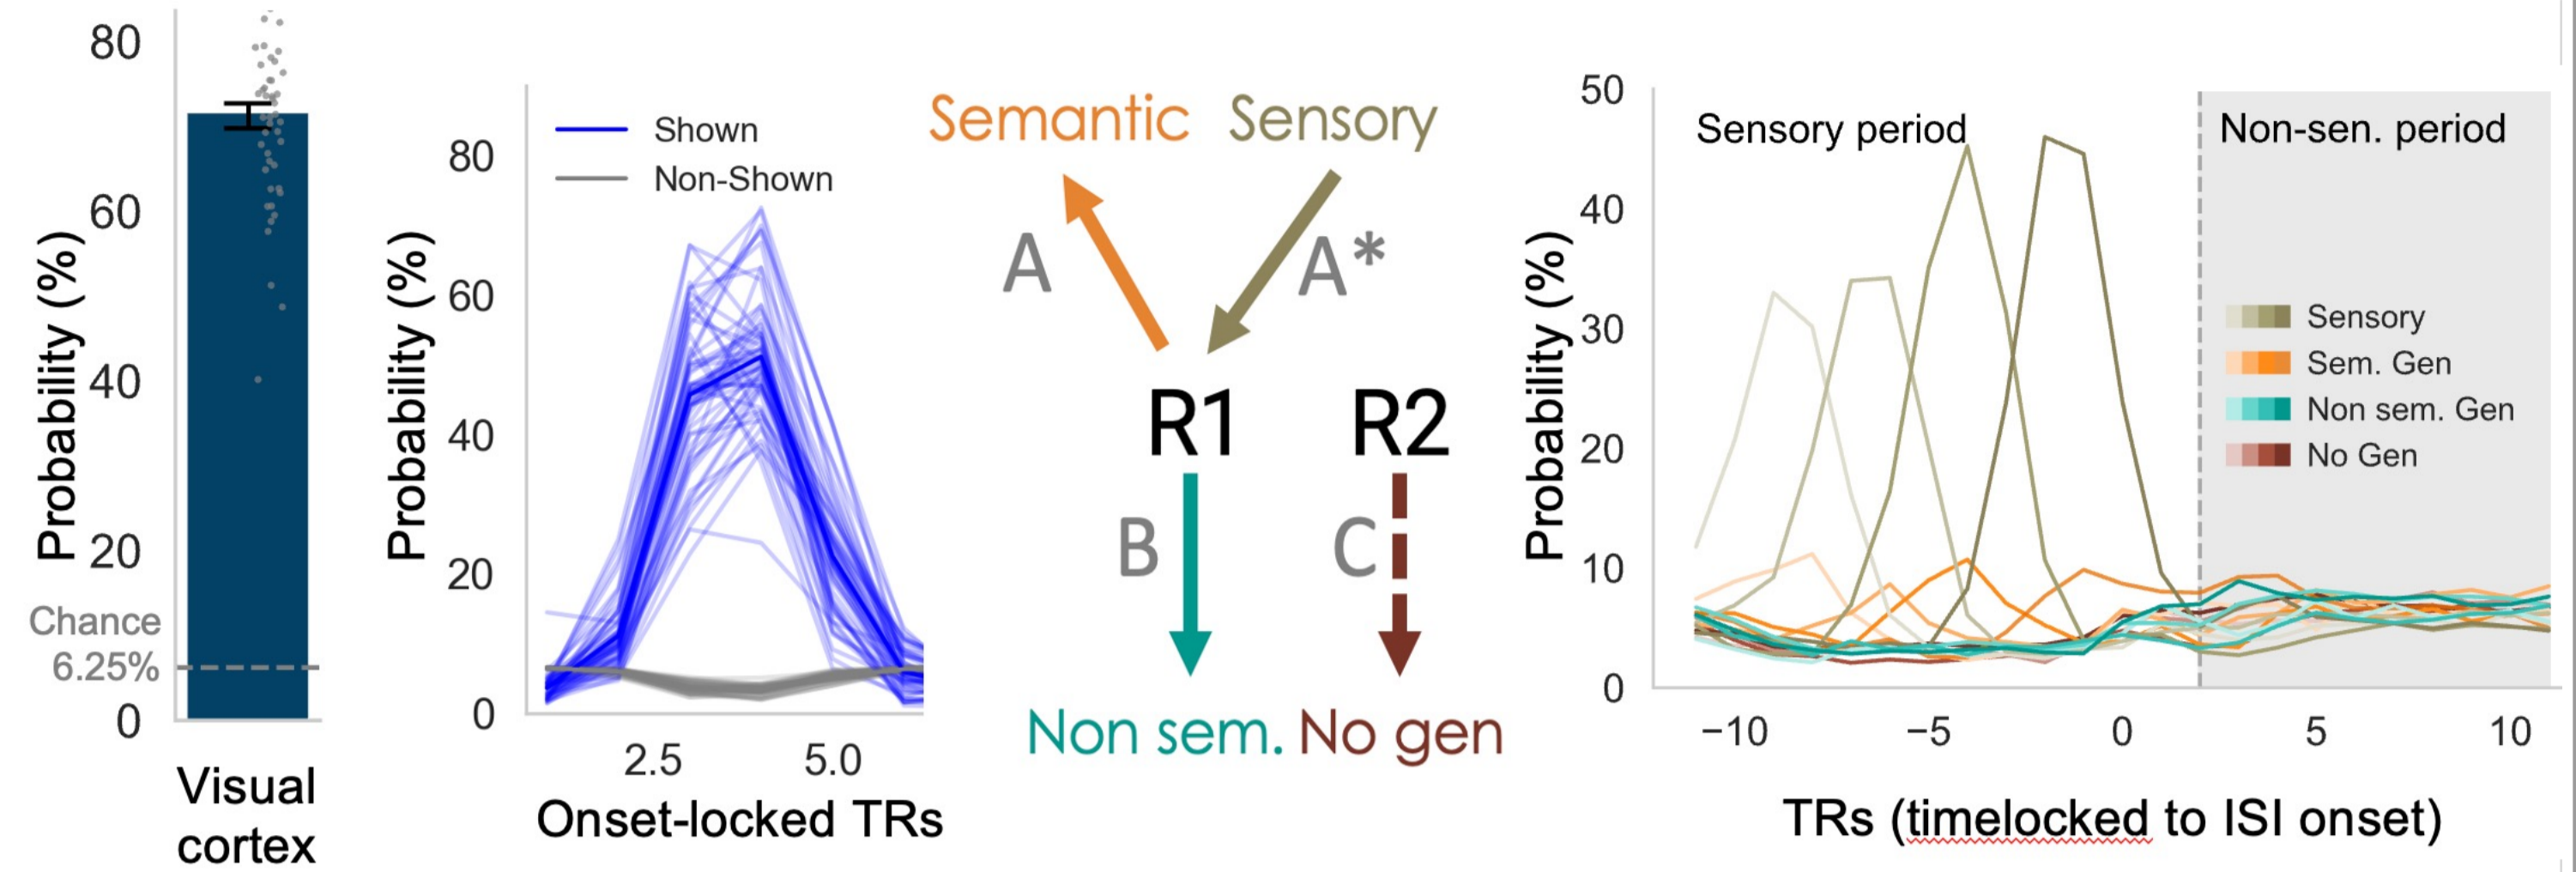 80
60
40
20
0
Probability (%)
Chance
6.25%
Visual
cortex
Probability (%)
80
60
40
20
0
Shown
Non-Shown
2.5 5.0
Onset-locked TRs
Semantic Sensory
A A*
R1 R2
B C
Non sem. No gen
Probability (%)
50
40
30
20
10
0
Sensory period
Non-sen. period
Sensory
Sem. Gen
Non sem. Gen
No Gen
−10 −5 0 5 10
TRs (timelocked to ISI onset)